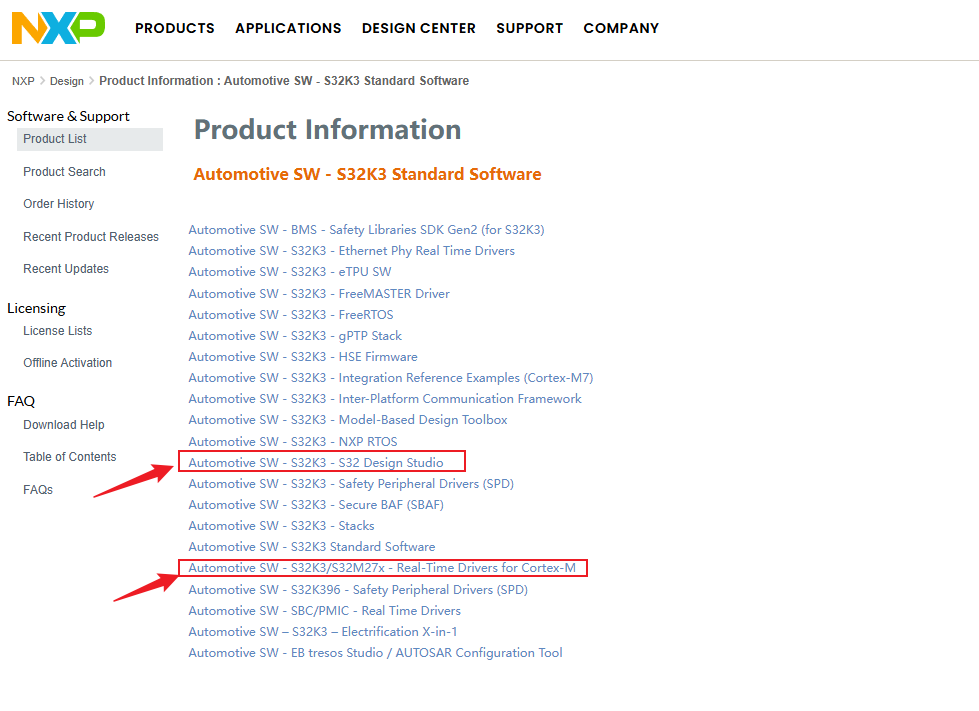 NXP PRODUCTS APPLICATIONS DESIGN CENTER SUPPORT COMPANY
NXP > Design > Product Information : Automotive SW - S32K3 Standard Software
Software & Support
Product List
Product Search
Order History
Recent Product Releases
Recent Updates
Licensing
License Lists
Offline Activation
FAQ
Download Help
Table of Contents
FAQs
Product Information
Automotive SW - S32K3 Standard Software
Automotive SW - BMS - Safety Libraries SDK Gen2 (for S32K3)
Automotive SW - S32K3 - Ethernet Phy Real Time Drivers
Automotive SW - S32K3 - eTPU SW
Automotive SW - S32K3 - FreeMASTER Driver
Automotive SW - S32K3 - FreeRTOS
Automotive SW - S32K3 - gPTP Stack
Automotive SW - S32K3 - HSE Firmware
Automotive SW - S32K3 - Integration Reference Examples (Cortex-M7)
Automotive SW - S32K3 - Inter-Platform Communication Framework
Automotive SW - S32K3 - Model-Based Design Toolbox
Automotive SW - S32K3 - NXP RTOS
Automotive SW - S32K3 - S32 Design Studio
Automotive SW - S32K3 - Safety Peripheral Drivers (SPD)
Automotive SW - S32K3 - Secure BAF (SBAF)
Automotive SW - S32K3 - Stacks
Automotive SW - S32K3 Standard Software
Automotive SW - S32K3/S32M27x - Real-Time Drivers for Cortex-M
Automotive SW - S32K396 - Safety Peripheral Drivers (SPD)
Automotive SW - SBC/PMIC - Real Time Drivers
Automotive SW – S32K3 – Electrification X-in-1
Automotive SW - EB tresos Studio / AUTOSAR Configuration Tool